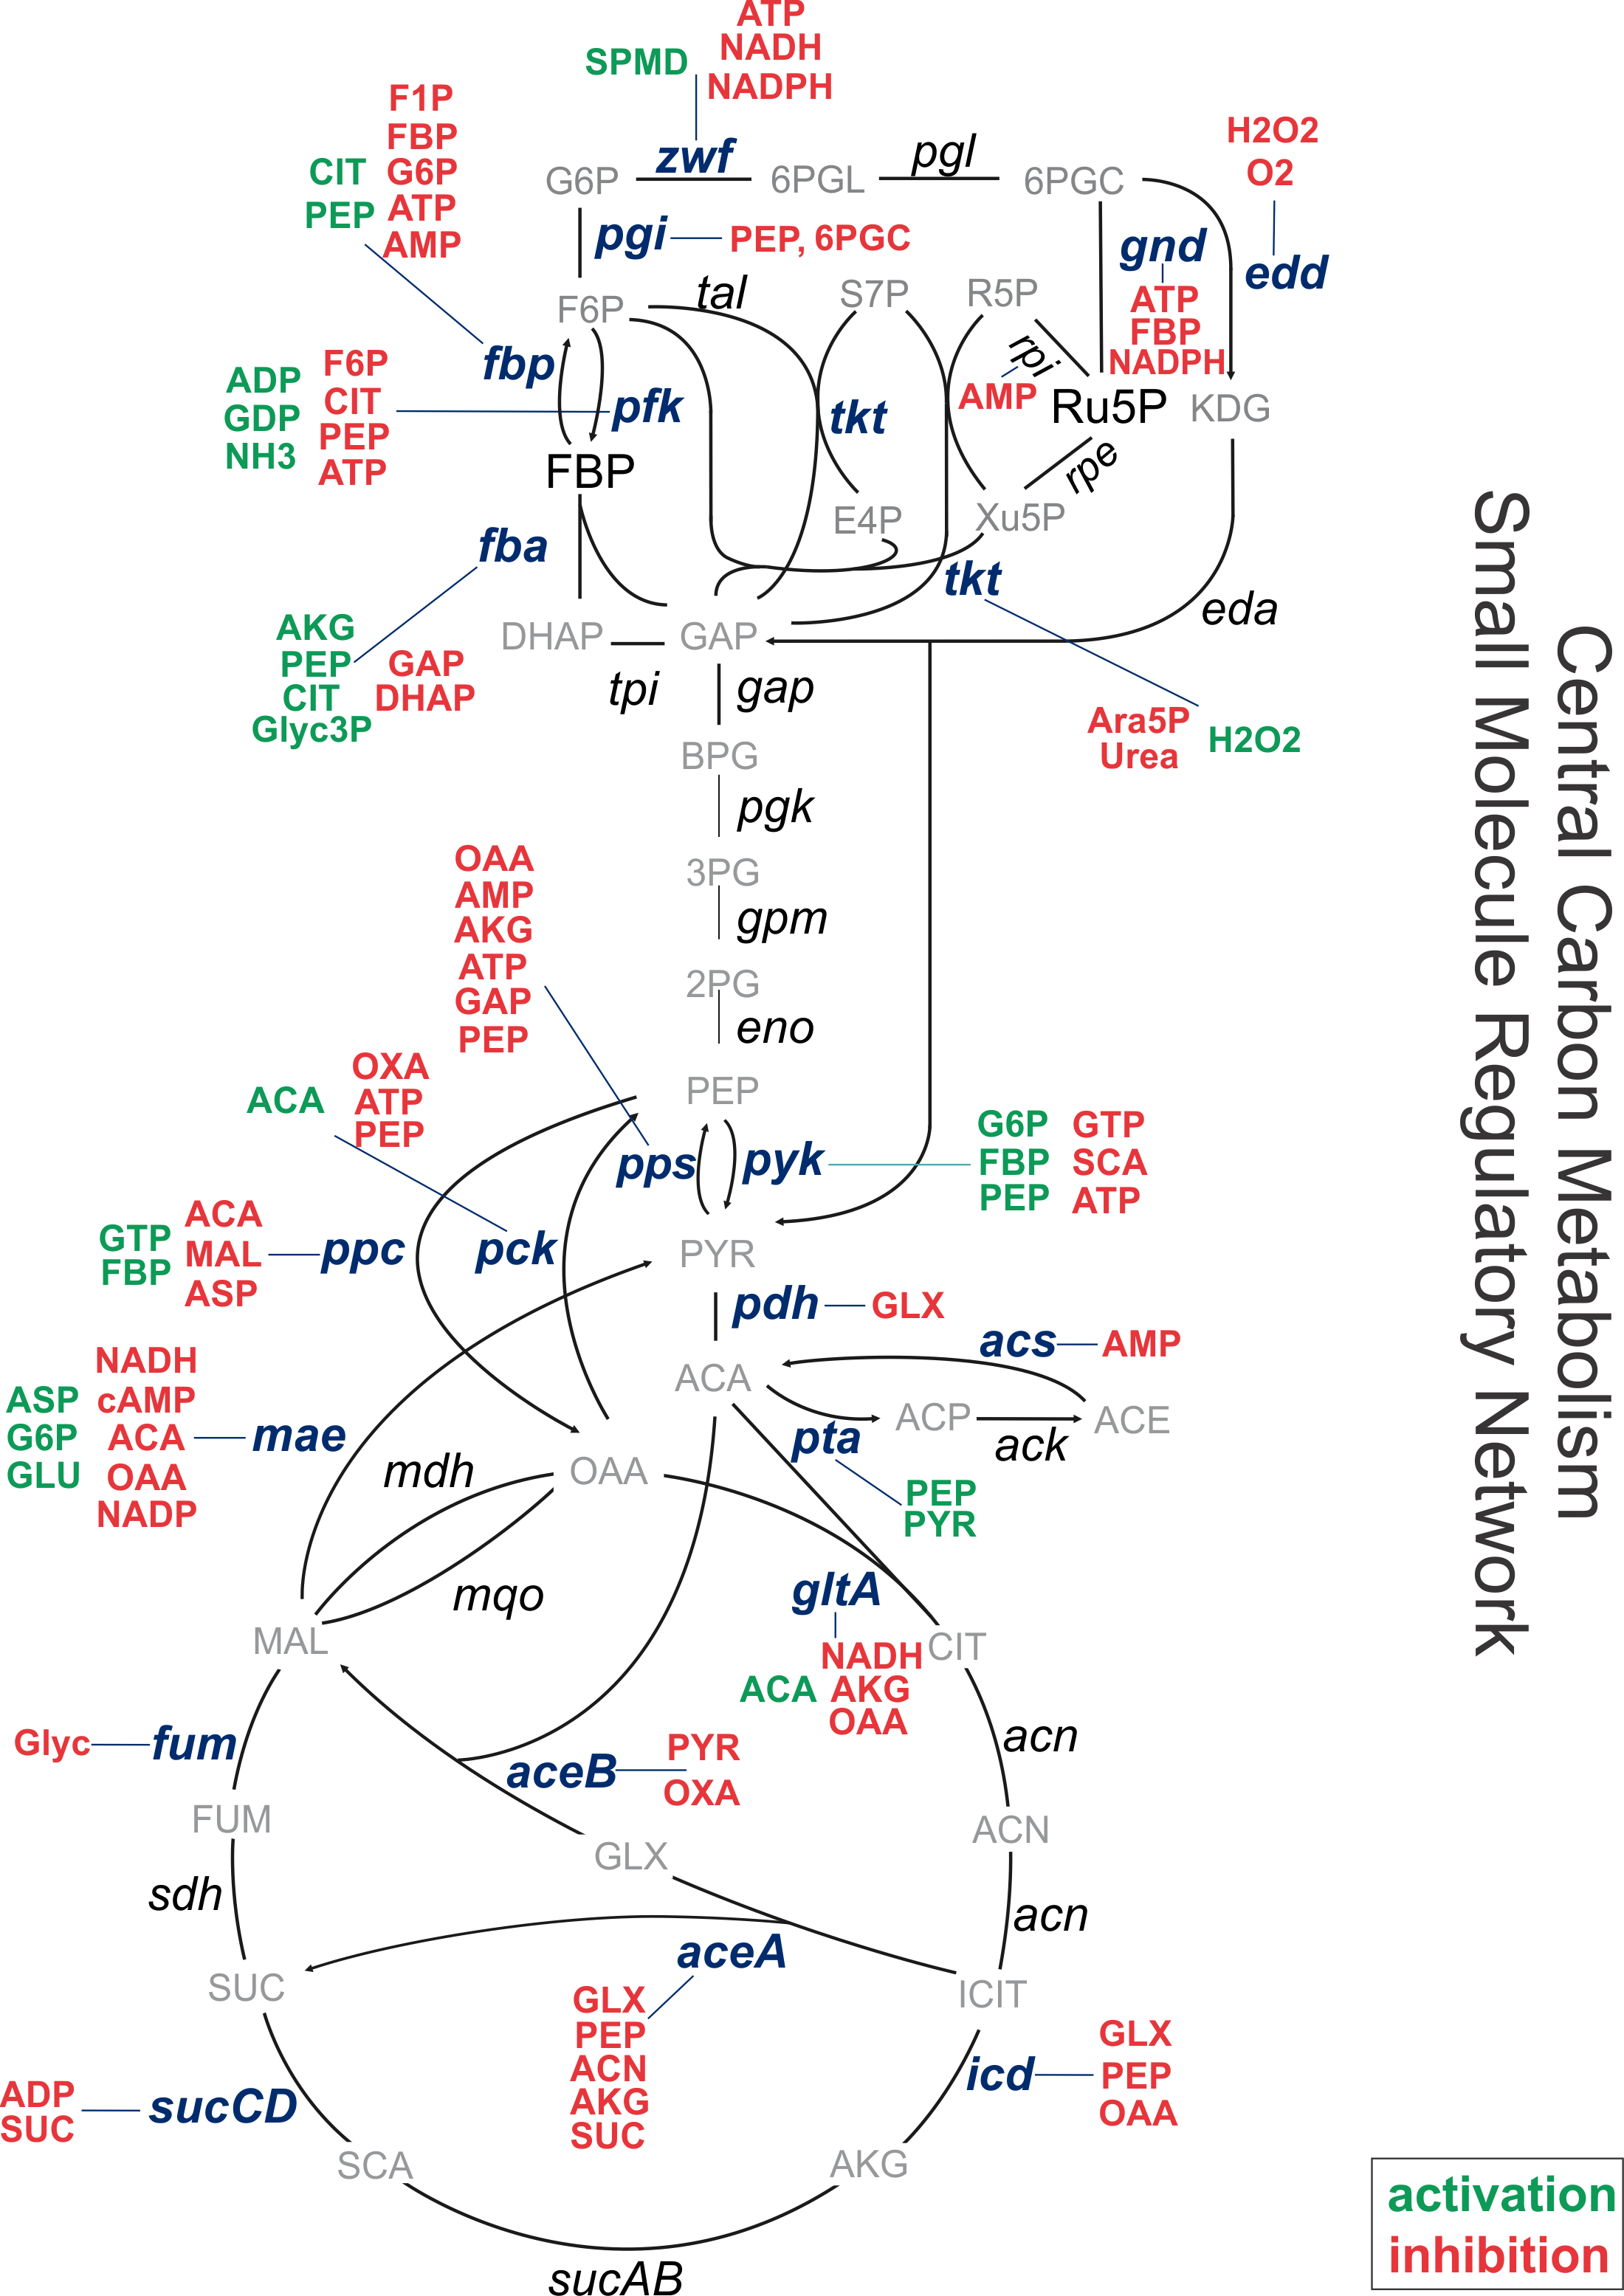 ATP
NADH
NADPH
SPMD
F1P
FBP
G6P
ATP
AMP
CIT
PEP
G6P
zwf
6PGL
pgl
6PGC
H2O2
O2
pgi
PEP, 6PGC
gnd
edd
ATP
FBP
NADPH
F6P
tal
S7P
R5P
rpi
AMP
Ru5P
KDG
fbp
pfk
tkt
ADP
GDP
NH3
F6P
CIT
PEP
ATP
FBP
rpe
E4P
Xu5P
fba
tkt
eda
AKG
PEP
CIT
Glyc3P
GAP
DHAP
DHAP
GAP
tpi
gap
Ara5P
Urea
H2O2
BPG
pgk
3PG
gpm
2PG
eno
OAA
AMP
AKG
ATP
GAP
PEP
PEP
ACA
OXA
ATP
PEP
pps
pyk
G6P
FBP
PEP
GTP
SCA
ATP
GTP
FBP
ACA
MAL
ASP
ppc
pck
PYR
pdh
GLX
acs
AMP
ACA
ACP
ACE
pta
ack
PEP
PYR
ASP
G6P
GLU
NADH
cAMP
ACA
OAA
NADP
mae
mdh
OAA
mqo
gltA
NADH
AKG
OAA
ACA
CIT
MAL
Glyc
fum
aceB
PYR
OXA
acn
FUM
ACN
GLX
sdh
acn
aceA
SUC
ICIT
GLX
PEP
ACN
AKG
SUC
icd
GLX
PEP
OAA
ADP
SUC
sucCD
SCA
AKG
sucAB
Central Carbon Metabolism
Small Molecule Regulatory Network
activation
inhibition